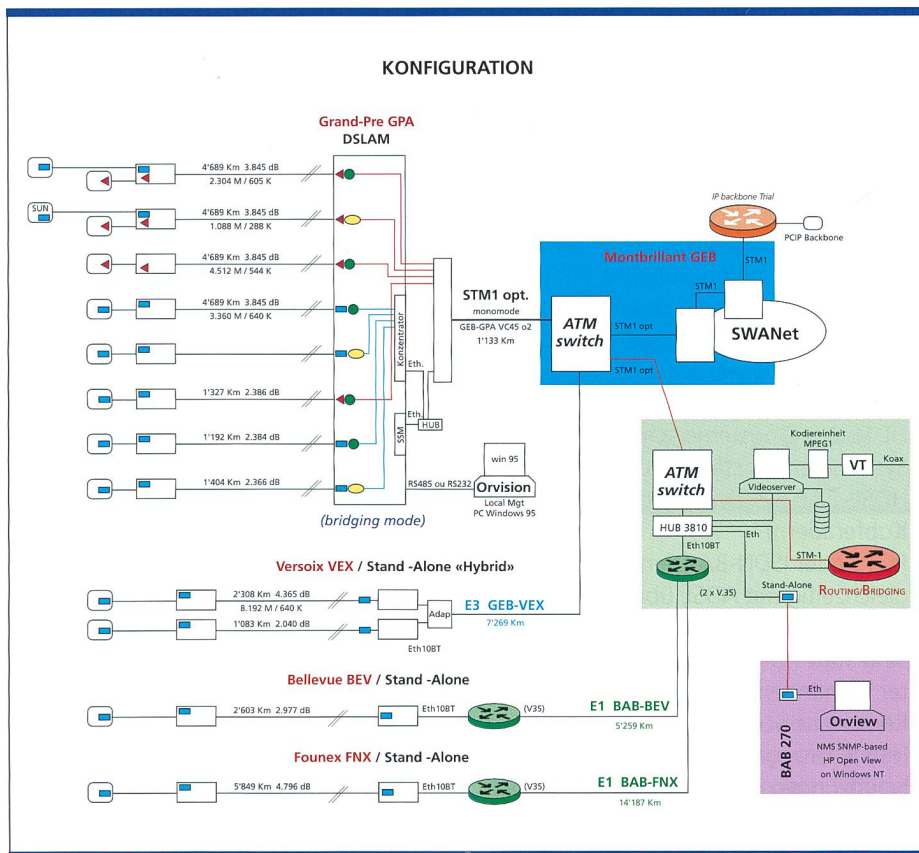 KONFIGURATION
Grand-Pre GPA
DSLAM
4'689 Km 3.845 dB
2.304 M / 605 K
SUN
4'689 Km 3.845 dB
1.088 M / 288 K
4'689 Km 3.845 dB
4.512 M / 544 K
4'689 Km 3.845 dB
3.360 M / 640 K
1'327 Km 2.386 dB
1'192 Km 2.384 dB
1'404 Km 2.366 dB
Konzentrator
SSM
Eth.
Eth.
HUB
RS485 ou RS232
win 95
Orvision
Local Mgt
PC Windows 95
(bridging mode)
STM1 opt.
monomode
GEB-GPA VC45 o2
1'133 Km
IP backbone Trial
PCIP Backbone
STM1
Montbrillant GEB
STM1
ATM
switch
STM1 opt
STM1 opt
SWANet
Kodiereinheit
MPEG1
VT
Koax
Videoserver
ATM
switch
HUB 3810
Eth
Eth10BT
STM-1
(2 x V.35)
Stand-Alone
ROUTING/BRIDGING
Versoix VEX / Stand -Alone «Hybrid»
2'308 Km 4.365 dB
8.192 M / 640 K
1'083 Km 2.040 dB
Adap
Eth10BT
E3 GEB-VEX
7'269 Km
Bellevue BEV / Stand -Alone
2'603 Km 2.977 dB
Eth10BT
(V35)
E1 BAB-BEV
5'259 Km
Founex FNX / Stand -Alone
5'849 Km 4.796 dB
Eth10BT
(V35)
E1 BAB-FNX
14'187 Km
BAB 270
Eth
Orview
NMS SNMP-based
HP Open View
on Windows NT